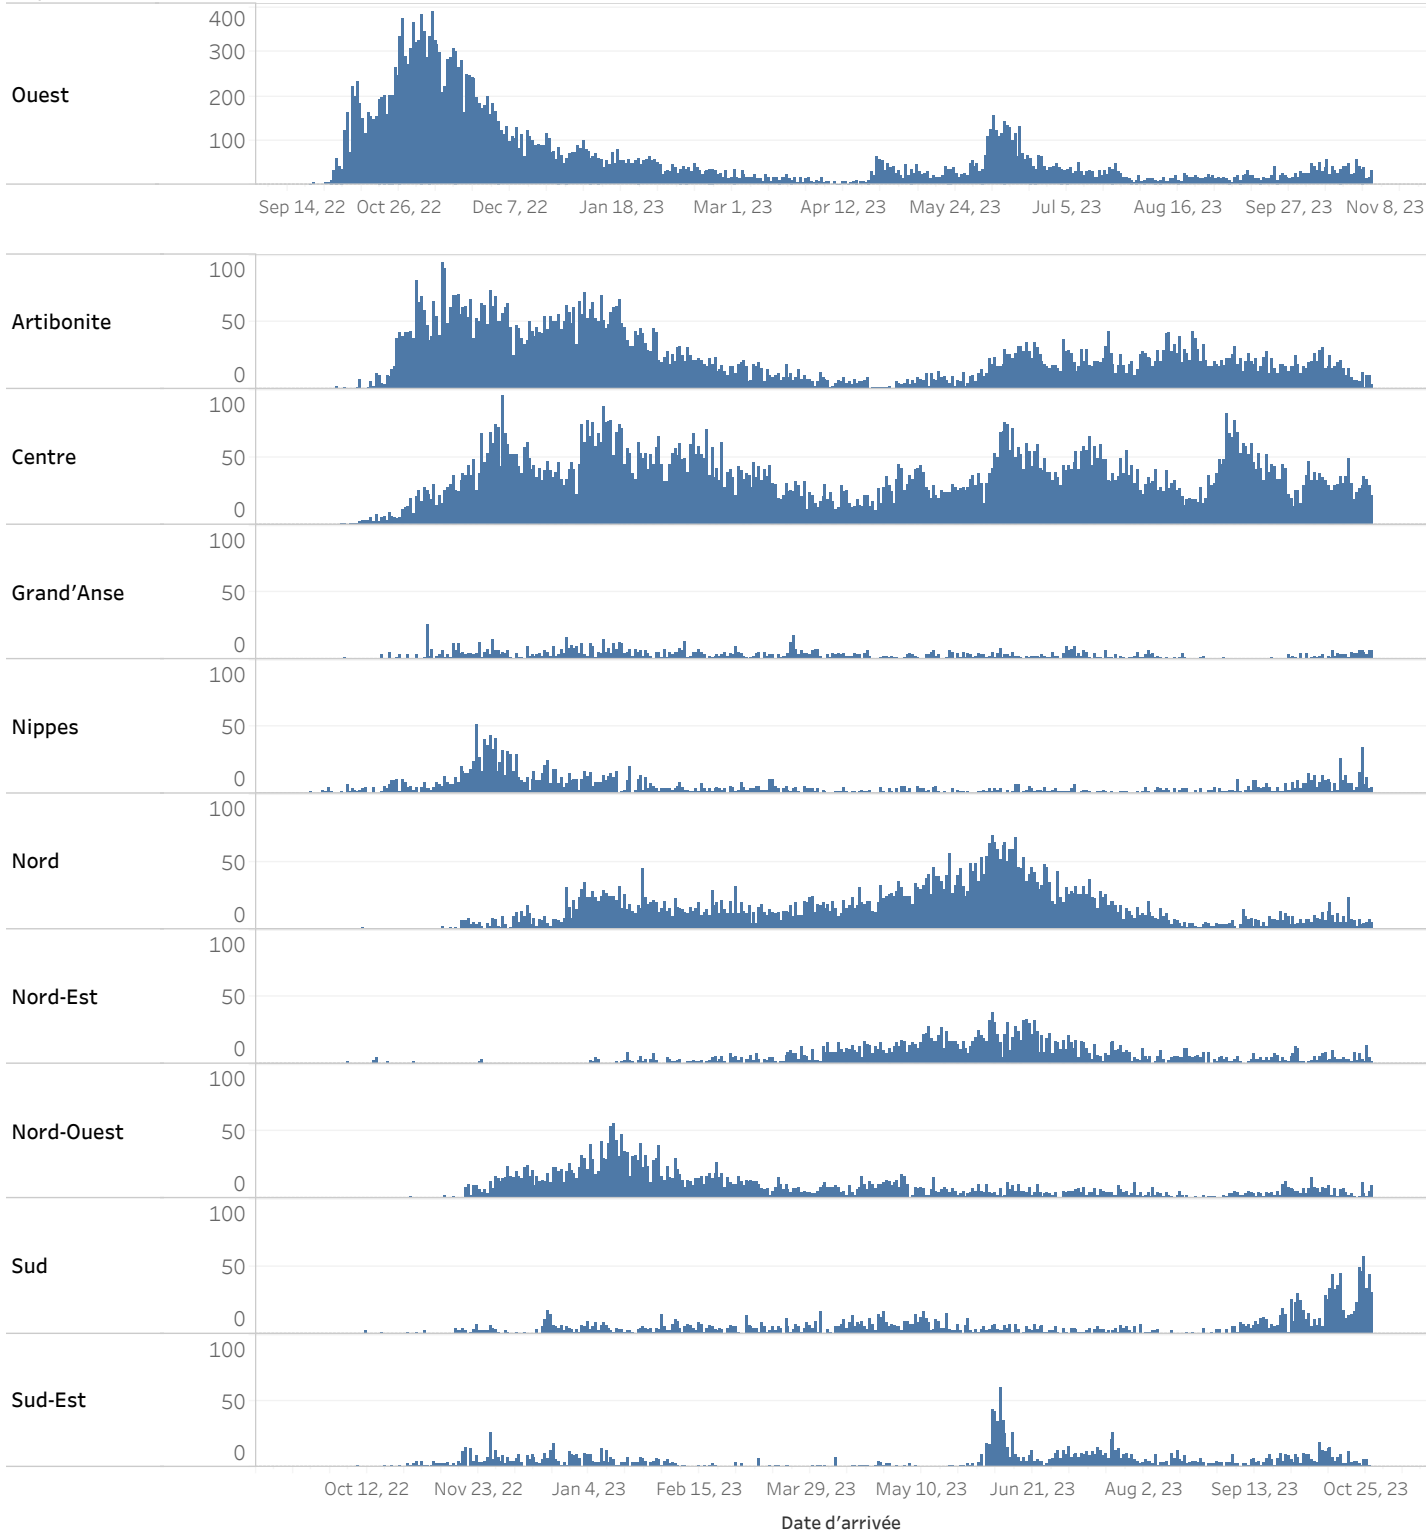 400
300
Ouest
200
100
Sep 14, 22 Oct 26, 22 Dec 7, 22 Jan 18, 23 Mar 1, 23 Apr 12, 23 May 24, 23 Jul 5, 23 Aug 16, 23 Sep 27, 23 Nov 8, 23
100
Artibonite 50
0
100
Centre 50
0
100
Grand'Anse 50
0
100
Nippes 50
0
100
Nord 50
0
100
Nord-Est 50
0
100
Nord-Ouest 50
0
100
Sud 50
0
100
Sud-Est 50
0
Oct 12, 22 Nov 23, 22 Jan 4, 23 Feb 15, 23 Mar 29, 23 May 10, 23 Jun 21, 23 Aug 2, 23 Sep 13, 23 Oct 25, 23
Date d'arrivée